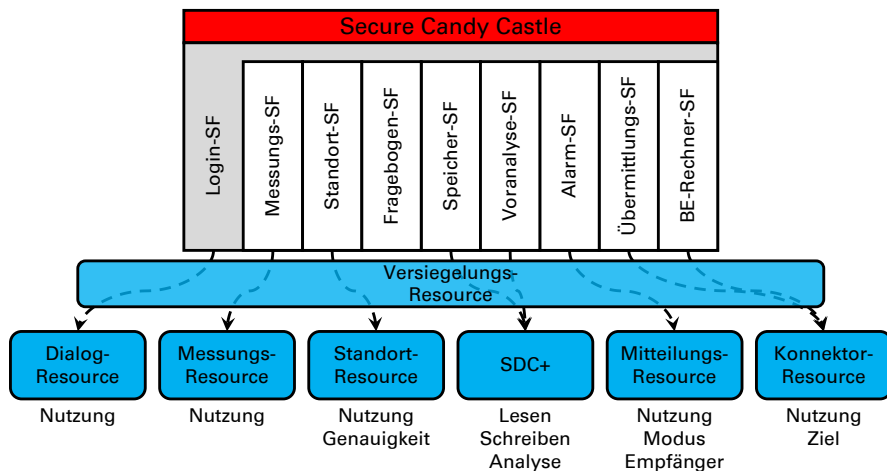 Secure Candy Castle
Login-SF
Messungs-SF
Standort-SF
Fragebogen-SF
Speicher-SF
Voranalyse-SF
Alarm-SF
Übermittlungs-SF
BE-Rechner-SF
Versiegelungs-
Resource
Dialog-
Resource
Messungs-
Resource
Standort-
Resource
SDC+
Mitteilungs-
Resource
Konnektor-
Resource
Nutzung
Nutzung
Nutzung
Genauigkeit
Lesen
Schreiben
Analyse
Nutzung
Modus
Empfänger
Nutzung
Ziel